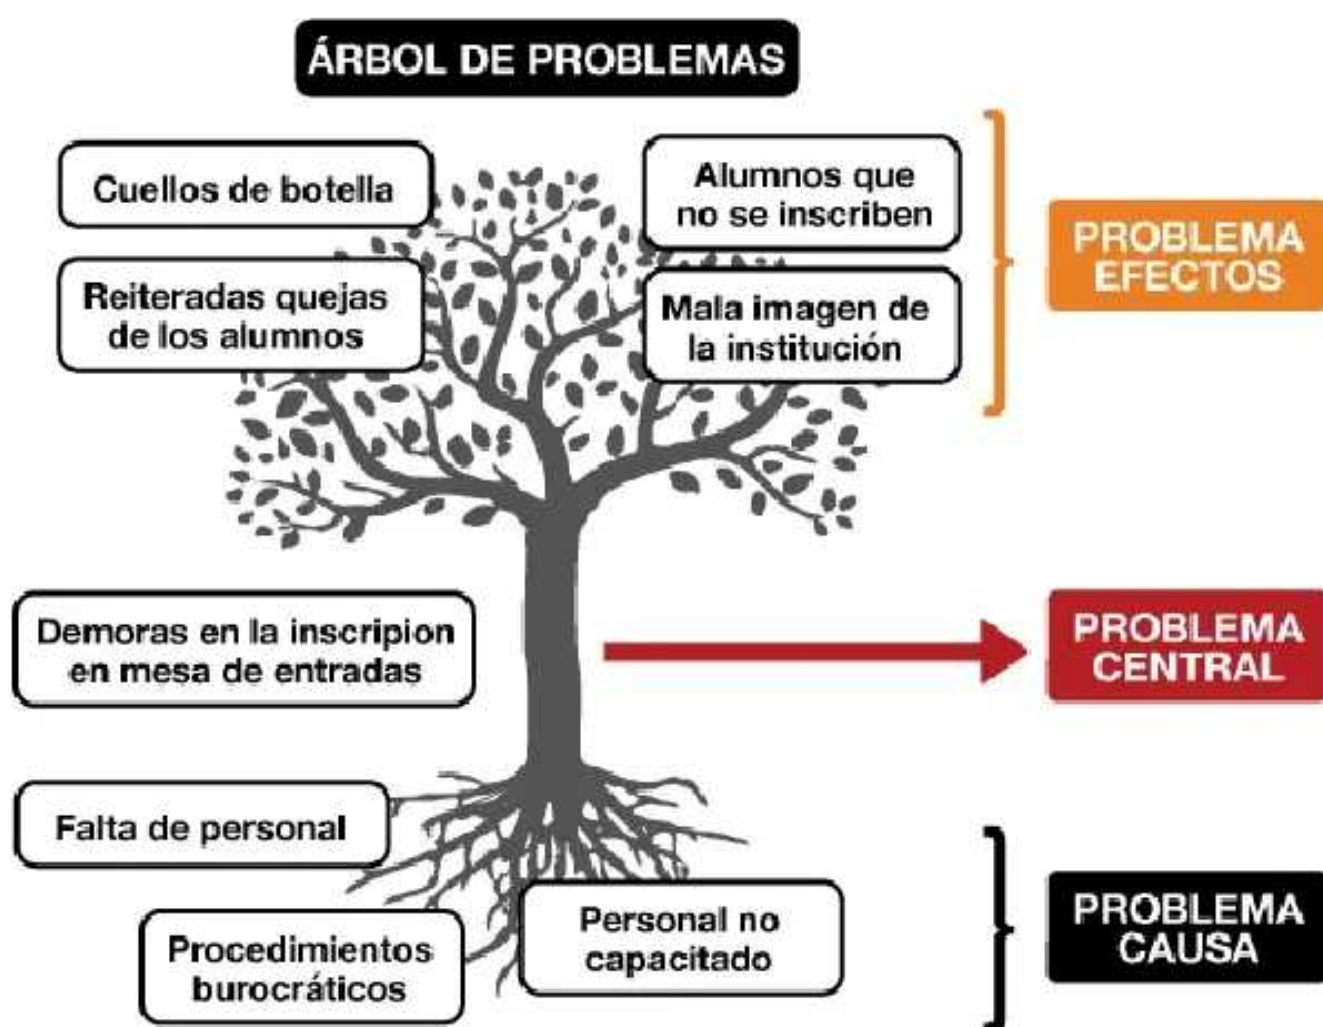 ÁRBOL DE PROBLEMAS
Cuellos de botella
Reiteradas quejas
de los alumnos
Alumnos que
no se inscriben
Mala imagen de
la institución
PROBLEMA
EFECTOS
Demoras en la inscripion
en mesa de entradas
PROBLEMA
CENTRAL
Falta de personal
Procedimientos
burocráticos
Personal no
capacitado
PROBLEMA
CAUSA